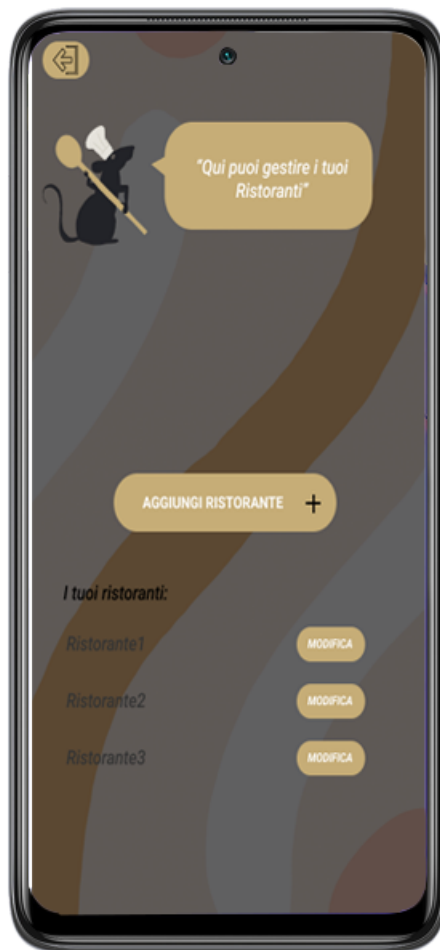 "Qui puoi gestire i tuoi
Ristoranti"
AGGIUNGI RISTORANTE +
I tuoi ristoranti:
Ristorante1 MODIFICA
Ristorante2 MODIFICA
Ristorante3 MODIFICA